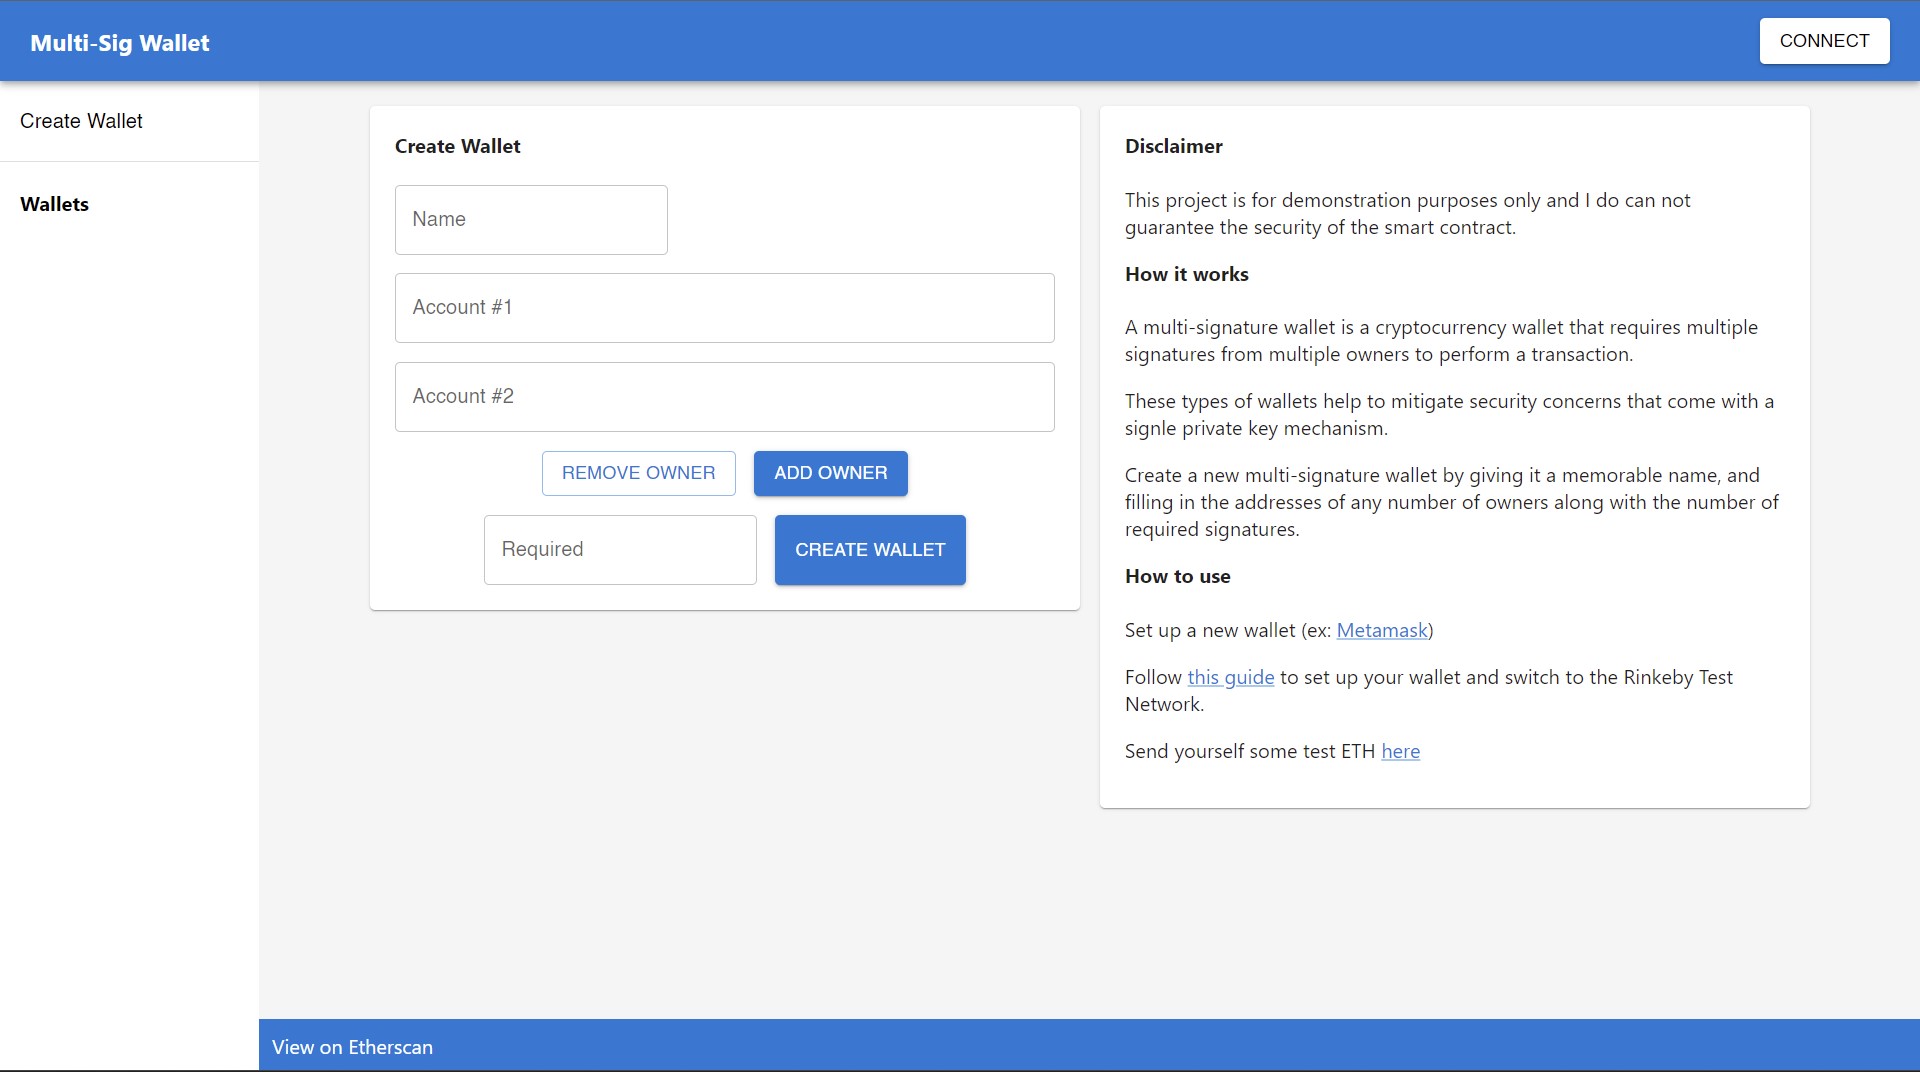 Multi-Sig Wallet
CONNECT
Create Wallet
Wallets
Create Wallet
Name
Account #1
Account #2
REMOVE OWNER
ADD OWNER
Required
CREATE WALLET
Disclaimer
This project is for demonstration purposes only and I do can not
guarantee the security of the smart contract.
How it works
A multi-signature wallet is a cryptocurrency wallet that requires multiple
signatures from multiple owners to perform a transaction.
These types of wallets help to mitigate security concerns that come with a
signle private key mechanism.
Create a new multi-signature wallet by giving it a memorable name, and
filling in the addresses of any number of owners along with the number of
required signatures.
How to use
Set up a new wallet (ex: Metamask)
Follow this guide to set up your wallet and switch to the Rinkeby Test
Network.
Send yourself some test ETH here
View on Etherscan